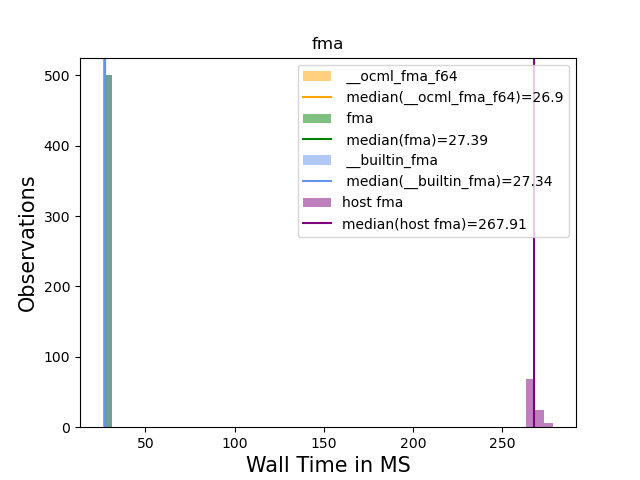 fma
500
400
300
200
100
0
Observations
__ocml_fma_f64
median(__ocml_fma_f64)=26.9
fma
median(fma)=27.39
__builtin_fma
median(__builtin_fma)=27.34
host fma
median(host fma)=267.91
50 100 150 200 250
Wall Time in MS